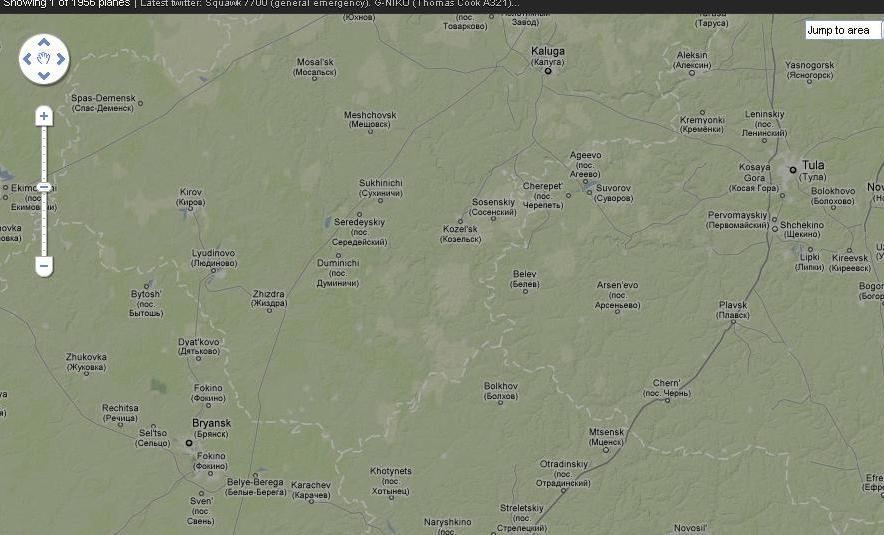 Showing 1 of 1956 planes | Latest twitter: Squawk 7700 (general emergency). G-NIKO (Thomas Cook A321)...
Jump to area
(Юхнов)
Товарково)
Завод)
(Таруса)
Kaluga
(Калуга)
Mosal'sk
(Мосальск)
Aleksin
(Алексин)
Yasnogorsk
(Ясногорск)
Spas-Demensk
(Спас-Деменск)
Meshchovsk
(Мещовск)
Kremyonki
(Кремёнки)
Leninskiy
(пос.
Ленинский)
Ageevo
(пос.
Агеево)
Kosaya
Gora
(Косая Гора)
Tula
(Тула)
Kirov
(Киров)
Sukhinichi
(Сухиничи)
Cherepet'
(пос.
Черепеть)
Suvorov
(Суворов)
Bolokhovo
(Болохово)
Sosenskiy
(Сосенский)
Seredeyskiy
(пос.
Середейский)
Kozel'sk
(Козельск)
Pervomayskiy
(Первомайский)
Shchekino
(Щекино)
Lyudinovo
(Людиново)
Duminichi
(пос.
Думиничи)
Lipki
(Липки)
Kireevsk
(Киреевск)
Belev
(Белев)
Arsen'evo
(пос.
Арсеньево)
Bytosh'
(пос.
Бытошь)
Zhizdra
(Жиздра)
Plavsk
(Плавск)
Dyat'kovo
(Дятьково)
Zhukovka
(Жуковка)
Fokino
(Фокино)
Bolkhov
(Болхов)
Chern'
(пос. Чернь)
Rechitsa
(Речица)
Sel'tso
(Сельцо)
Bryansk
(Брянск)
Mtsensk
(Мценск)
Fokino
(Фокино)
Otradinskiy
(пос.
Отрадинский)
Belye-Berega
(Белые-Берега)
Karachev
(Карачев)
Khotynets
(пос.
Хотынец)
Sven'
(пос.
Свень)
Streletskiy
(пос.
Стрелецкий)
Naryshkino
(пос.
Novosil'